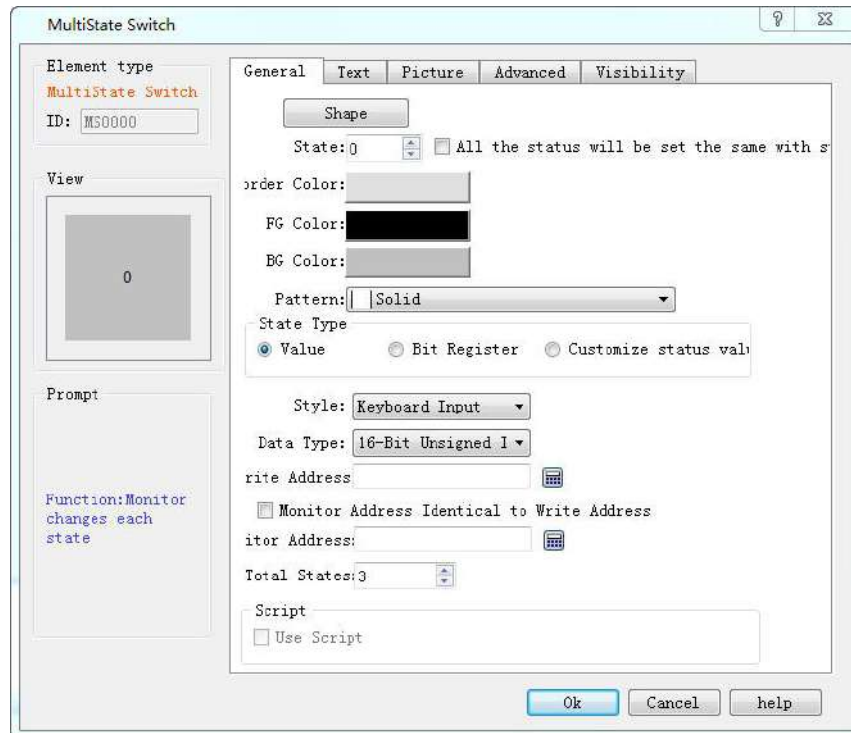 MultiState Switch
Element type
MultiState Switch
ID: MS0000
View
0
Prompt
Function:Monitor
changes each
state
General Text Picture Advanced Visibility
Shape
State: 0 All the status will be set the same with s
order Color:
FG Color:
BG Color:
Pattern: Solid
State Type
Value Bit Register Customize status valu
Style: Keyboard Input
Data Type: 16-Bit Unsigned I
rite Address
Monitor Address Identical to Write Address
itor Address:
Total States: 3
Script
Use Script
Ok Cancel help